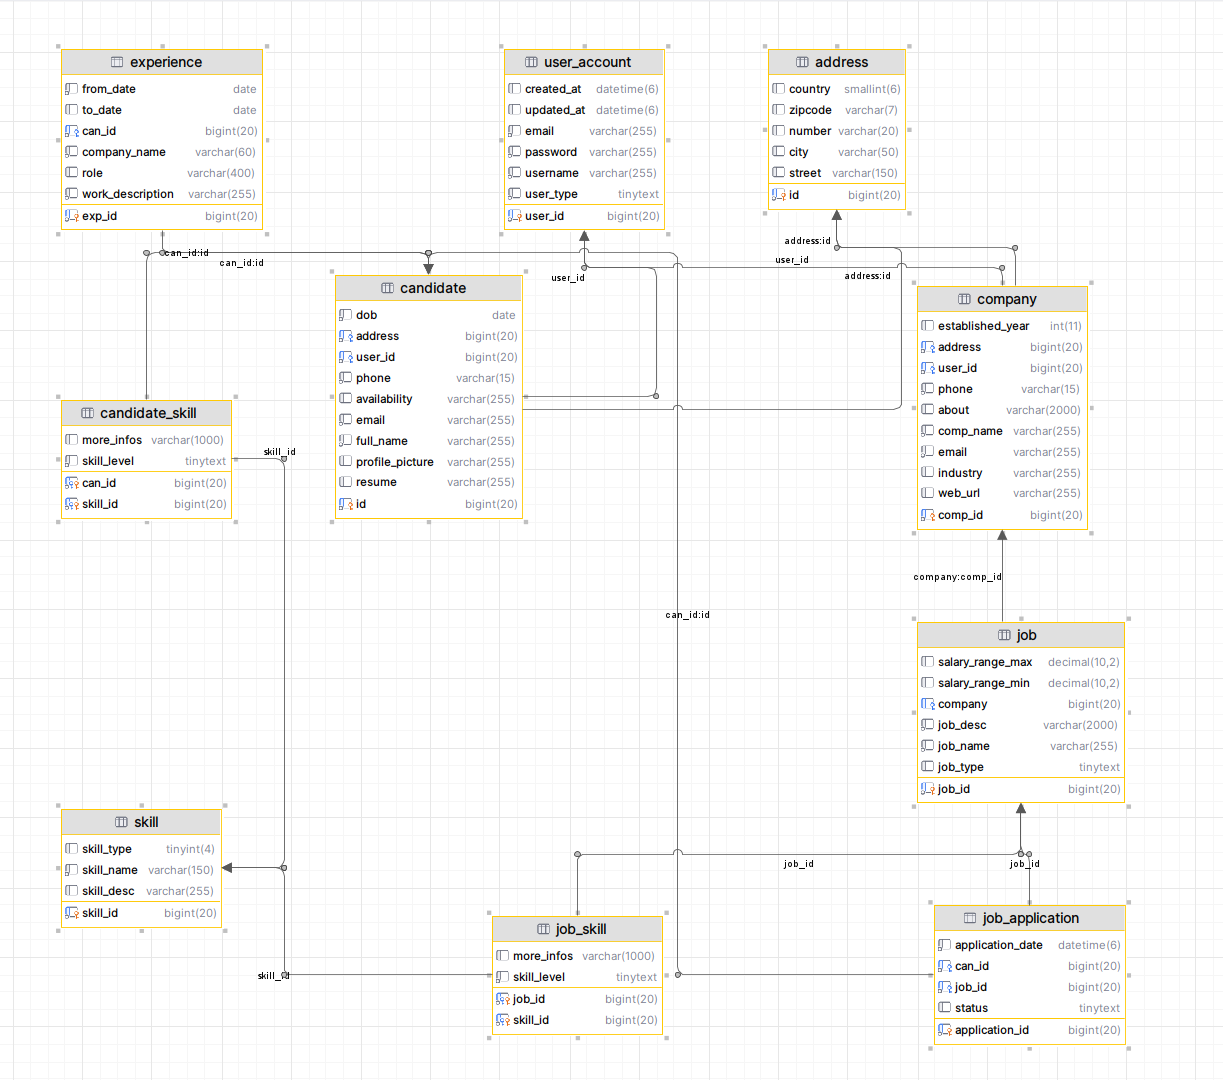 experience
from_date date
to_date date
can_id bigint(20)
company_name varchar(60)
role varchar(400)
work_description varchar(255)
exp_id bigint(20)
user_account
created_at datetime(6)
updated_at datetime(6)
email varchar(255)
password varchar(255)
username varchar(255)
user_type tinytext
user_id bigint(20)
address
country smallint(6)
zipcode varchar(7)
number varchar(20)
city varchar(50)
street varchar(150)
id bigint(20)
can_id:id
can_id:id
user_id
address:id
user_id
address:id
candidate
dob date
address bigint(20)
user_id bigint(20)
phone varchar(15)
availability varchar(255)
email varchar(255)
full_name varchar(255)
profile_picture varchar(255)
resume varchar(255)
id bigint(20)
company
established_year int(11)
address bigint(20)
user_id bigint(20)
phone varchar(15)
about varchar(2000)
comp_name varchar(255)
email varchar(255)
industry varchar(255)
web_url varchar(255)
comp_id bigint(20)
candidate_skill
more_infos varchar(1000)
skill_level tinytext
can_id bigint(20)
skill_id bigint(20)
skill_id
company:comp_id
can_id:id
job
salary_range_max decimal(10,2)
salary_range_min decimal(10,2)
company bigint(20)
job_desc varchar(2000)
job_name varchar(255)
job_type tinytext
job_id bigint(20)
skill
skill_type tinyint(4)
skill_name varchar(150)
skill_desc varchar(255)
skill_id bigint(20)
job_id
job_id
skill_id
job_skill
more_infos varchar(1000)
skill_level tinytext
job_id bigint(20)
skill_id bigint(20)
job_application
application_date datetime(6)
can_id bigint(20)
job_id bigint(20)
status tinytext
application_id bigint(20)